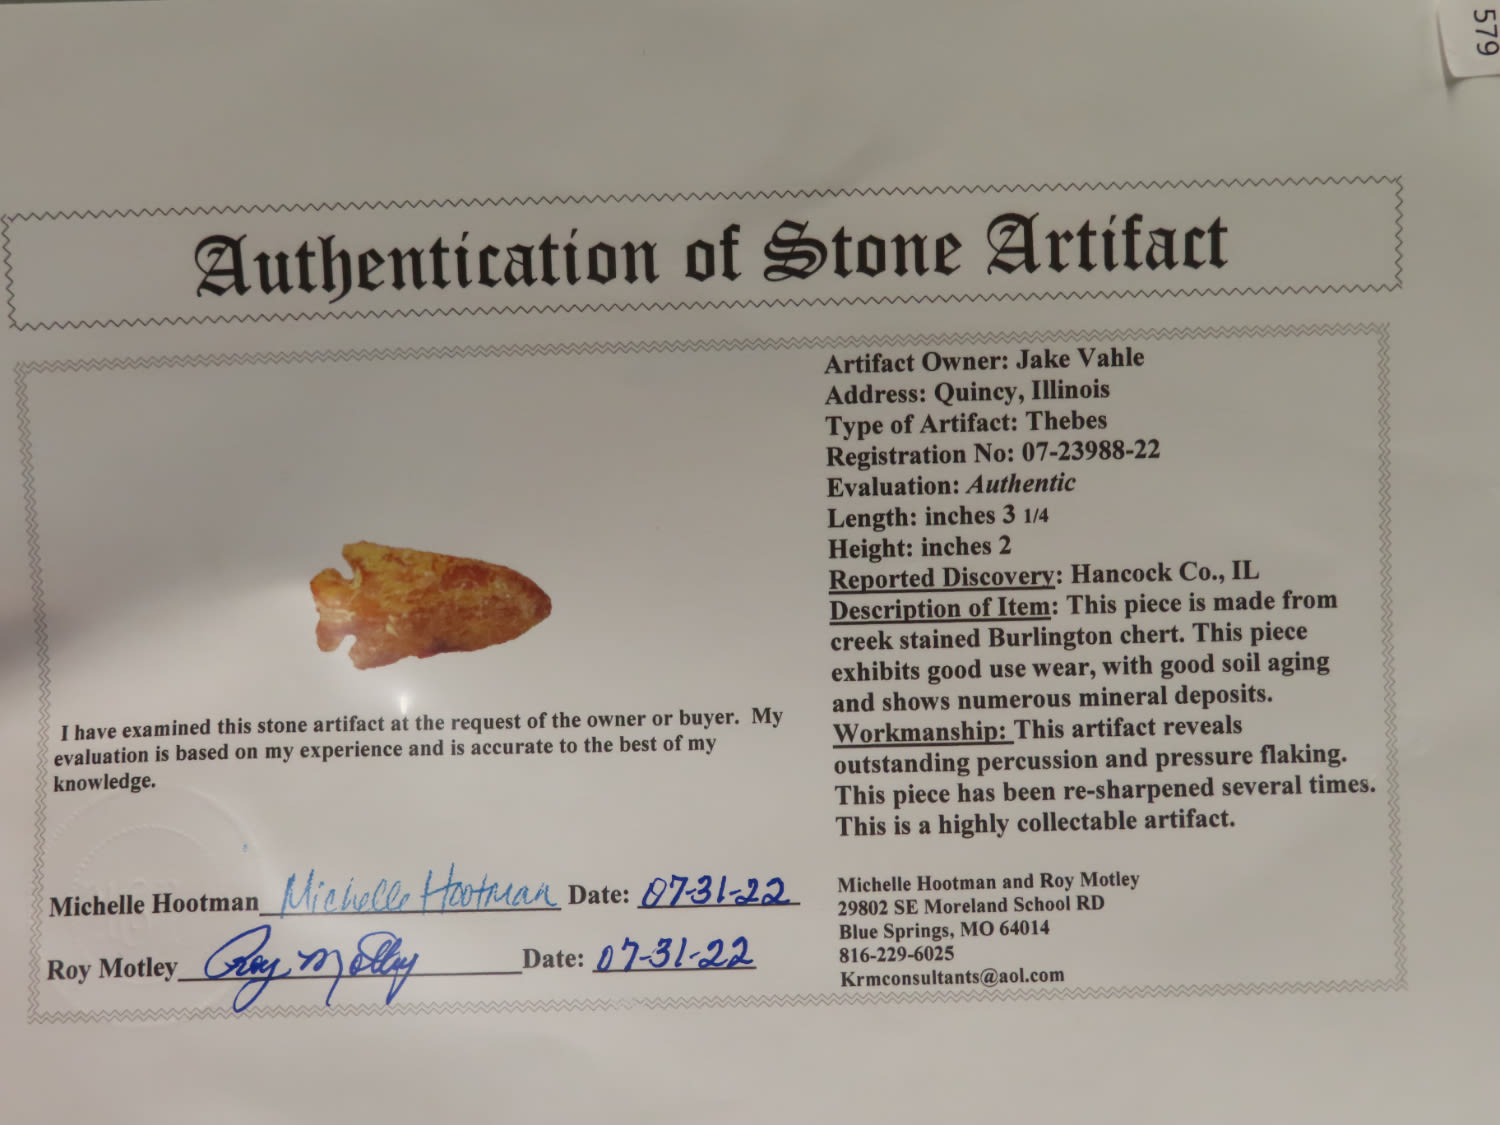 579
Authentication of Stone Artifact
Artifact Owner: Jake Vahle
Address: Quincy, Illinois
Type of Artifact: Thebes
Registration No: 07-23988-22
Evaluation: Authentic
Length: inches 3 1/4
Height: inches 2
Reported Discovery: Hancock Co., IL
Description of Item: This piece is made from
creek stained Burlington chert. This piece
exhibits good use wear, with good soil aging
and shows numerous mineral deposits.
Workmanship: This artifact reveals
outstanding percussion and pressure flaking.
This piece has been re-sharpened several times.
This is a highly collectable artifact.
I have examined this stone artifact at the request of the owner or buyer. My
evaluation is based on my experience and is accurate to the best of my
knowledge.
Michelle Hootman Michelle Hootman Date: 07-31-22
Roy Motley Roy Motley Date: 07-31-22
Michelle Hootman and Roy Motley
29802 SE Moreland School RD
Blue Springs, MO 64014
816-229-6025
Krmconsultants@aol.com